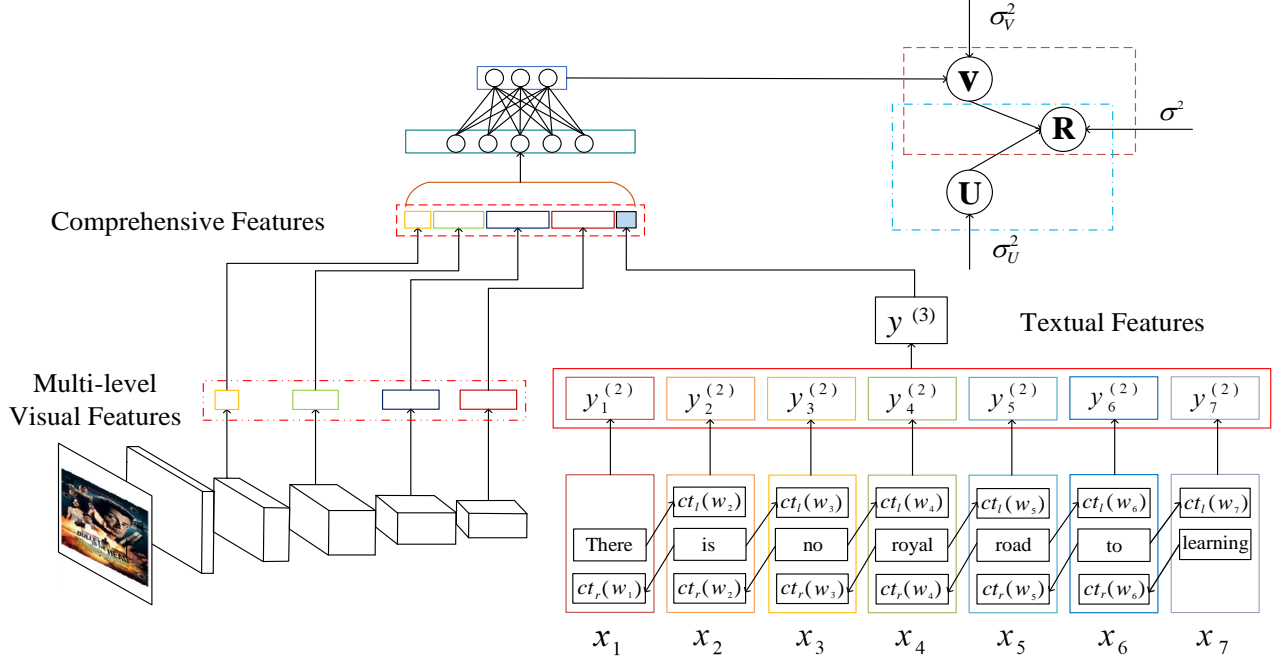 σ_V^2
V
R
σ^2
U
σ_U^2
Comprehensive Features
y^(3)
Textual Features
Multi-level
Visual Features
y_1^(2) y_2^(2) y_3^(2) y_4^(2) y_5^(2) y_6^(2) y_7^(2)
ct_l(w_2) ct_l(w_3) ct_l(w_4) ct_l(w_5) ct_l(w_6) ct_l(w_7)
There is no royal road to learning
ct_r(w_1) ct_r(w_2) ct_r(w_3) ct_r(w_4) ct_r(w_5) ct_r(w_6)
x_1 x_2 x_3 x_4 x_5 x_6 x_7